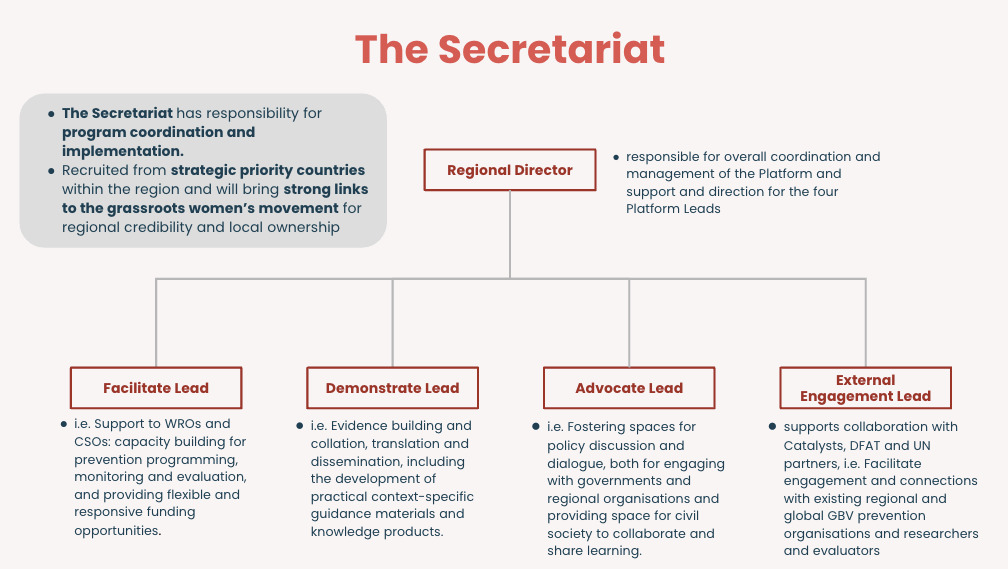 The Secretariat
● The Secretariat has responsibility for
program coordination and
implementation.
● Recruited from strategic priority countries
within the region and will bring strong links
to the grassroots women’s movement for
regional credibility and local ownership
Regional Director
● responsible for overall coordination and
management of the Platform and
support and direction for the four
Platform Leads
Facilitate Lead
● i.e. Support to WROs and
CSOs: capacity building for
prevention programming,
monitoring and evaluation,
and providing flexible and
responsive funding
opportunities.
Demonstrate Lead
● i.e. Evidence building and
collation, translation and
dissemination, including
the development of
practical context-specific
guidance materials and
knowledge products.
Advocate Lead
● i.e. Fostering spaces for
policy discussion and
dialogue, both for engaging
with governments and
regional organisations and
providing space for civil
society to collaborate and
share learning.
External
Engagement Lead
● supports collaboration with
Catalysts, DFAT and UN
partners, i.e. Facilitate
engagement and connections
with existing regional and
global GBV prevention
organisations and researchers
and evaluators